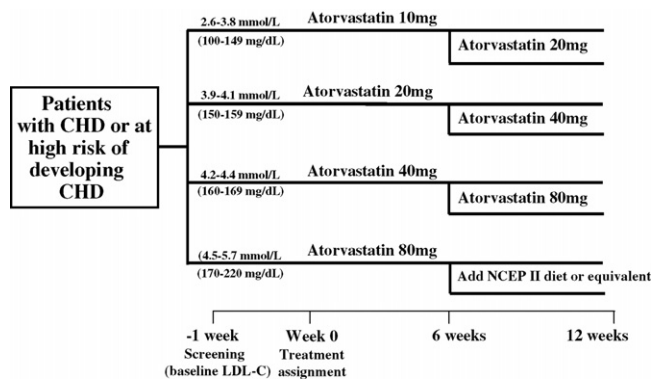 Patients
with CHD or at
high risk of
developing
CHD
2.6-3.8 mmol/L
(100-149 mg/dL)
Atorvastatin 10mg
Atorvastatin 20mg
3.9-4.1 mmol/L
(150-159 mg/dL)
Atorvastatin 20mg
Atorvastatin 40mg
4.2-4.4 mmol/L
(160-169 mg/dL)
Atorvastatin 40mg
Atorvastatin 80mg
(4.5-5.7 mmol/L
(170-220 mg/dL)
Atorvastatin 80mg
Add NCEP II diet or equivalent
-1 week
Screening
(baseline LDL-C)
Week 0
Treatment
assignment
6 weeks
12 weeks